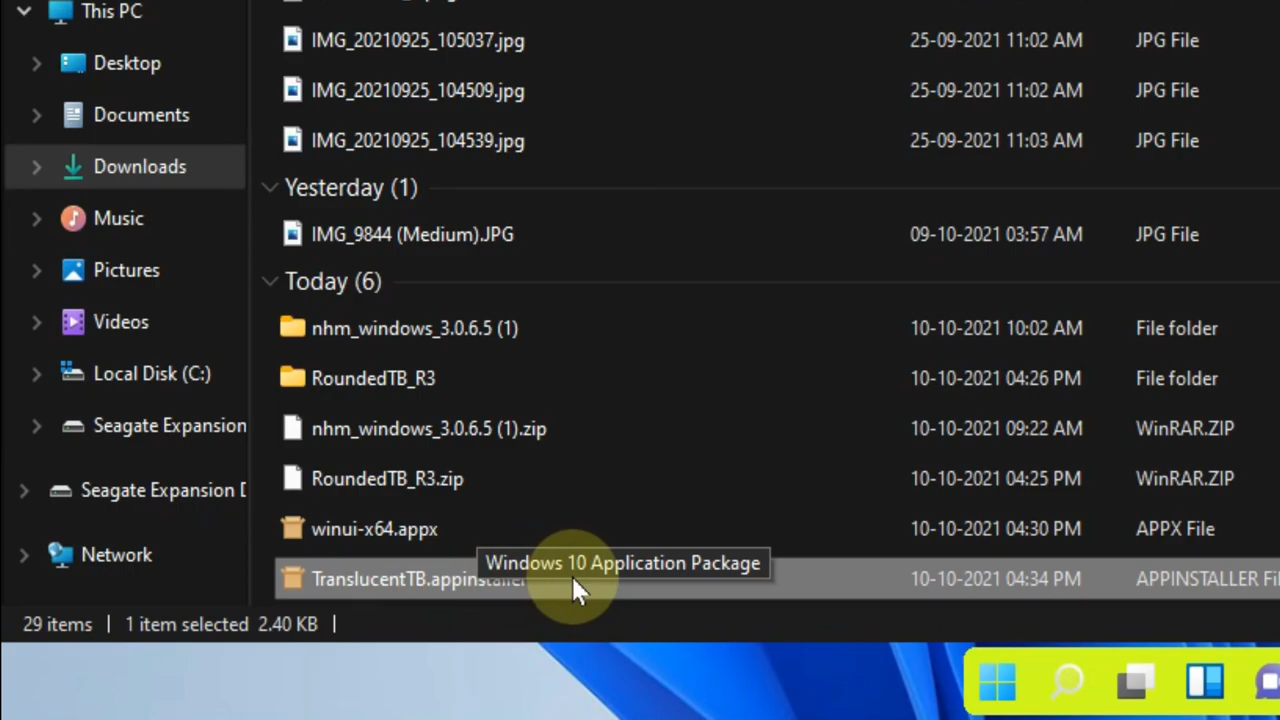 This PC
Desktop
Documents
Downloads
Music
Pictures
Videos
Local Disk (C:)
Seagate Expansion
Seagate Expansion D
Network
IMG_20210925_105037.jpg 25-09-2021 11:02 AM JPG File
IMG_20210925_104509.jpg 25-09-2021 11:02 AM JPG File
IMG_20210925_104539.jpg 25-09-2021 11:03 AM JPG File
Yesterday (1)
IMG_9844 (Medium).JPG 09-10-2021 03:57 AM JPG File
Today (6)
nhm_windows_3.0.6.5 (1) 10-10-2021 10:02 AM File folder
RoundedTB_R3 10-10-2021 04:26 PM File folder
nhm_windows_3.0.6.5 (1).zip 10-10-2021 09:22 AM WinRAR.ZIP
RoundedTB_R3.zip 10-10-2021 04:25 PM WinRAR.ZIP
winui-x64.appx 10-10-2021 04:30 PM APPX File
Windows 10 Application Package
TranslucentTB.appinstaller 10-10-2021 04:34 PM APPINSTALLER Fil
29 items 1 item selected 2.40 KB